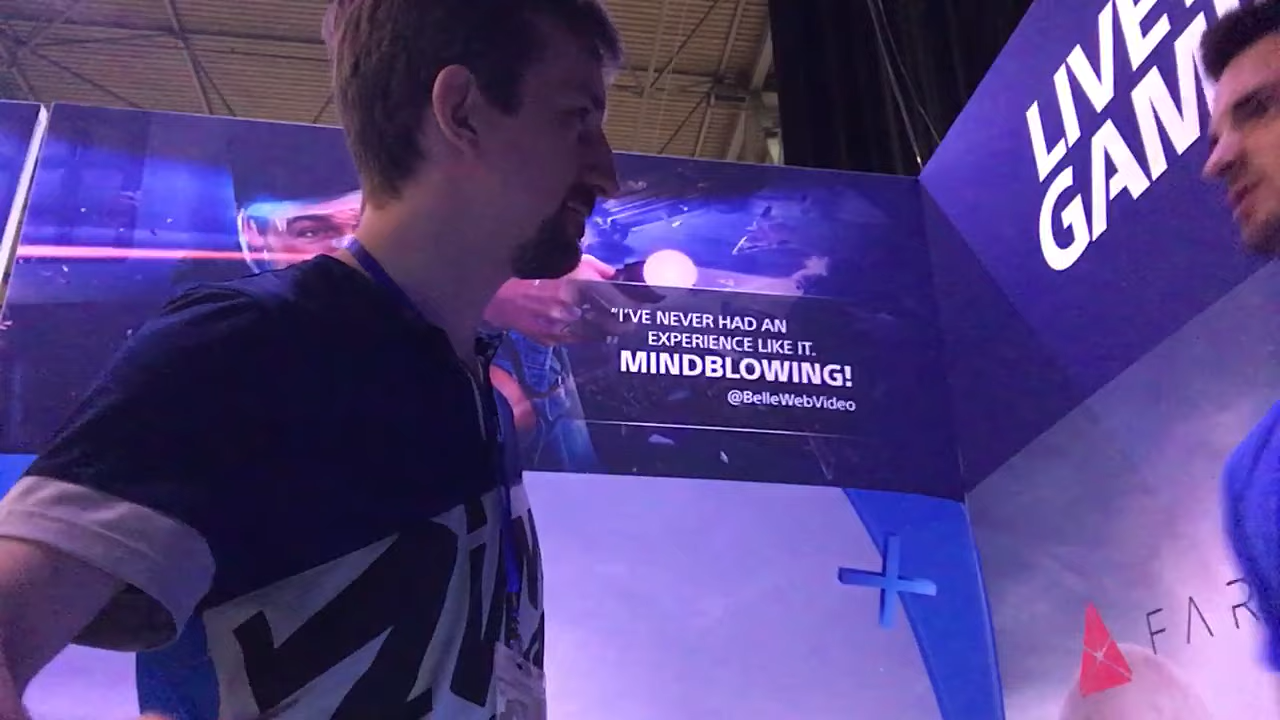 LIVE
GAM
"I'VE NEVER HAD AN
EXPERIENCE LIKE IT.
MINDBLOWING!
@BelleWebVideo
FAR